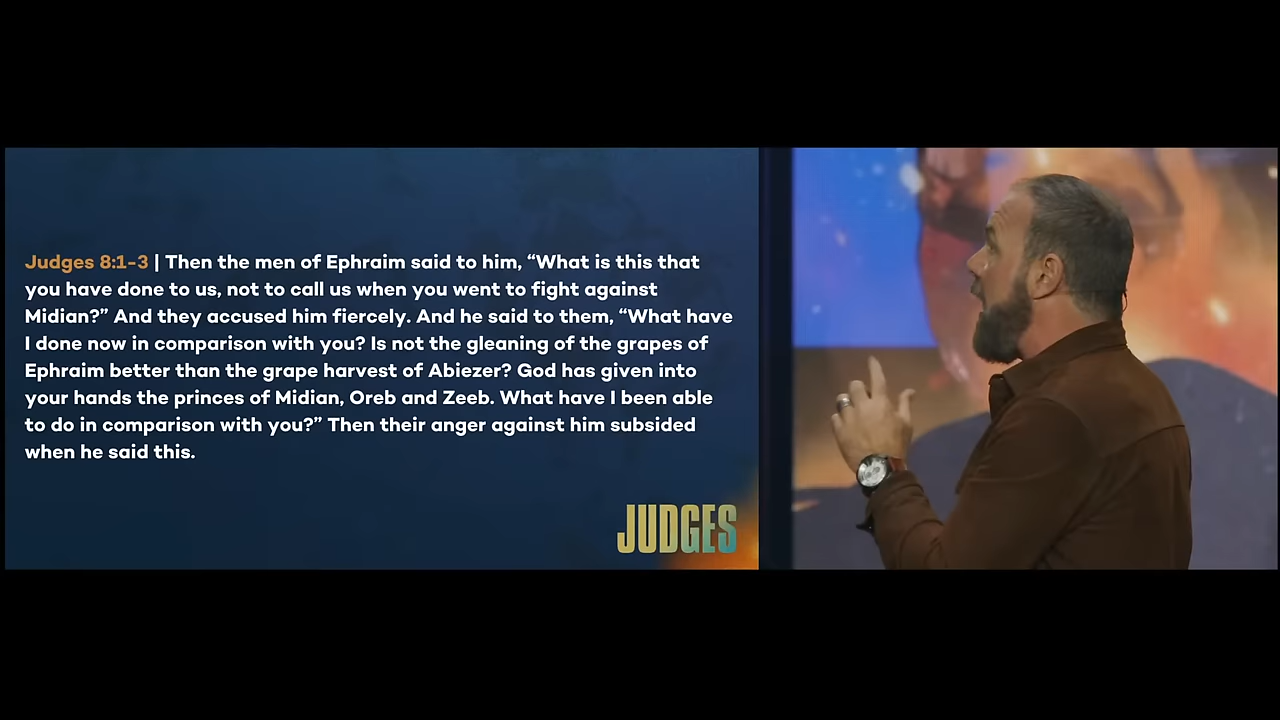 Judges 8:1-3 | Then the men of Ephraim said to him, “What is this that
you have done to us, not to call us when you went to fight against
Midian?” And they accused him fiercely. And he said to them, “What have
I done now in comparison with you? Is not the gleaning of the grapes of
Ephraim better than the grape harvest of Abiezer? God has given into
your hands the princes of Midian, Oreb and Zeeb. What have I been able
to do in comparison with you?” Then their anger against him subsided
when he said this.
JUDGES